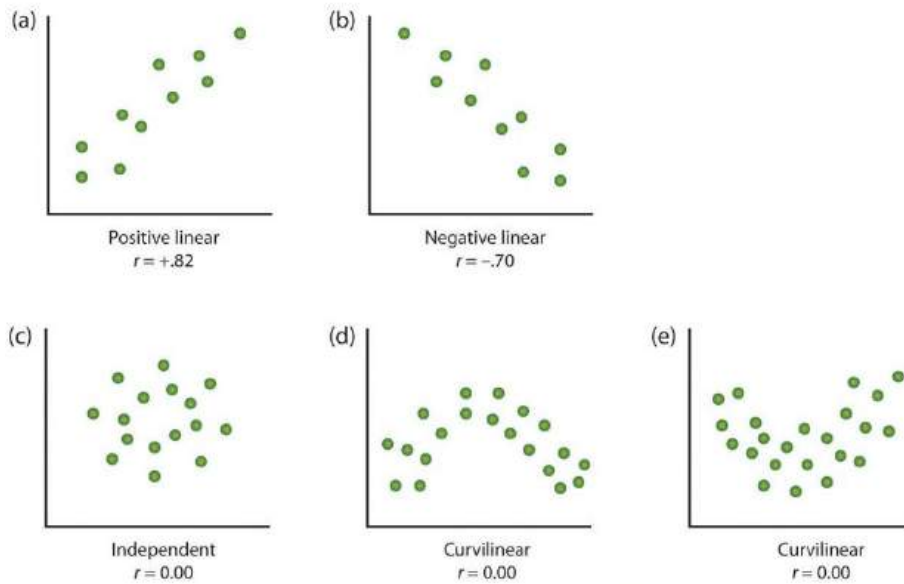 (a)
Positive linear
r = +.82
(b)
Negative linear
r = –.70
(c)
Independent
r = 0.00
(d)
Curvilinear
r = 0.00
(e)
Curvilinear
r = 0.00